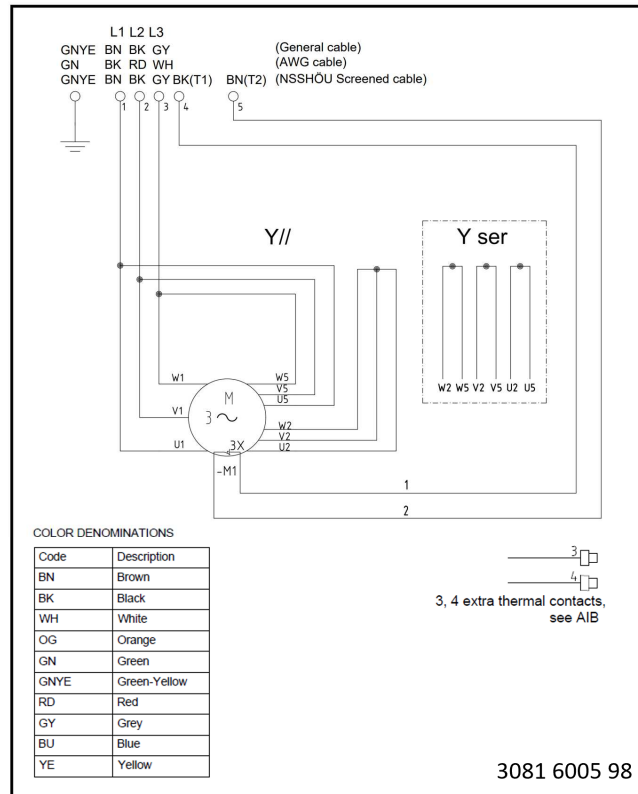 L1 L2 L3
GNYE BN BK GY (General cable)
GN BK RD WH (AWG cable)
GNYE BN BK GY BK(T1) BN(T2) (NSSHÖU Screened cable)
1 2 3 4 5
Y//
Y ser
W2 W5 V2 V5 U2 U5
W1 W5
M V5
U5
V1 3
W2
V2
U1 3X U2
-M1
1
2
3
4
3, 4 extra thermal contacts,
see AIB
COLOR DENOMINATIONS
Code Description
BN Brown
BK Black
WH White
OG Orange
GN Green
GNYE Green-Yellow
RD Red
GY Grey
BU Blue
YE Yellow
3081 6005 98